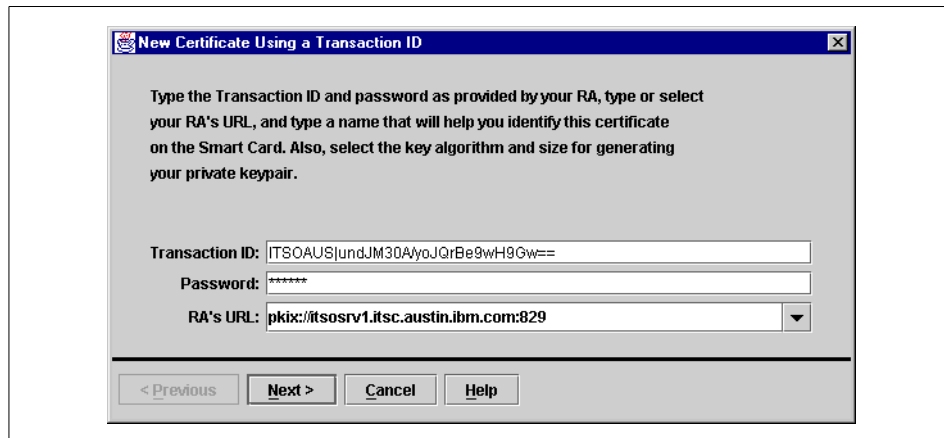 New Certificate Using a Transaction ID
Type the Transaction ID and password as provided by your RA, type or select
your RA's URL, and type a name that will help you identify this certificate
on the Smart Card. Also, select the key algorithm and size for generating
your private keypair.
Transaction ID: ITSOAUS|undJM30A/yoJQrBe9wH9Gw==
Password: ******
RA's URL: pkix://itsosrv1.itsc.austin.ibm.com:829
< Previous Next > Cancel Help